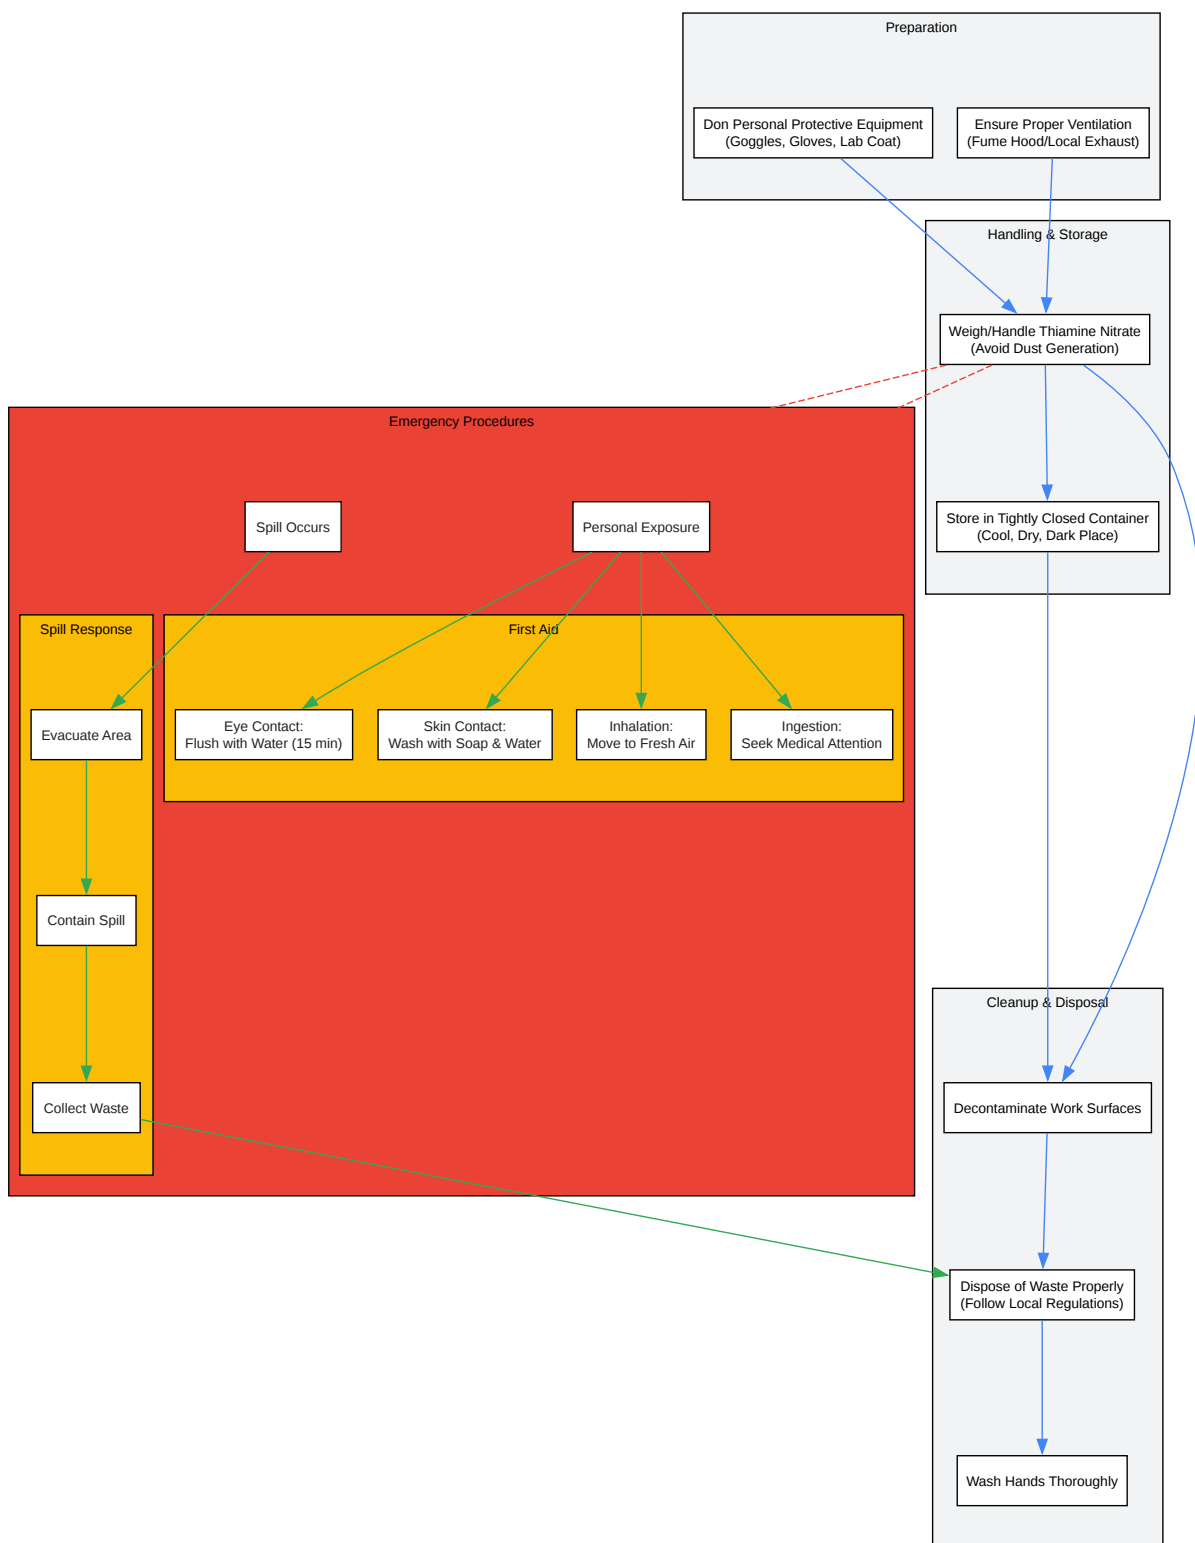 Preparation
Don Personal Protective Equipment
(Goggles, Gloves, Lab Coat)
Ensure Proper Ventilation
(Fume Hood/Local Exhaust)
Handling & Storage
Weigh/Handle Thiamine Nitrate
(Avoid Dust Generation)
Store in Tightly Closed Container
(Cool, Dry, Dark Place)
Emergency Procedures
Spill Occurs
Personal Exposure
Spill Response
Evacuate Area
Contain Spill
Collect Waste
First Aid
Eye Contact:
Flush with Water (15 min)
Skin Contact:
Wash with Soap & Water
Inhalation:
Move to Fresh Air
Ingestion:
Seek Medical Attention
Cleanup & Disposal
Decontaminate Work Surfaces
Dispose of Waste Properly
(Follow Local Regulations)
Wash Hands Thoroughly